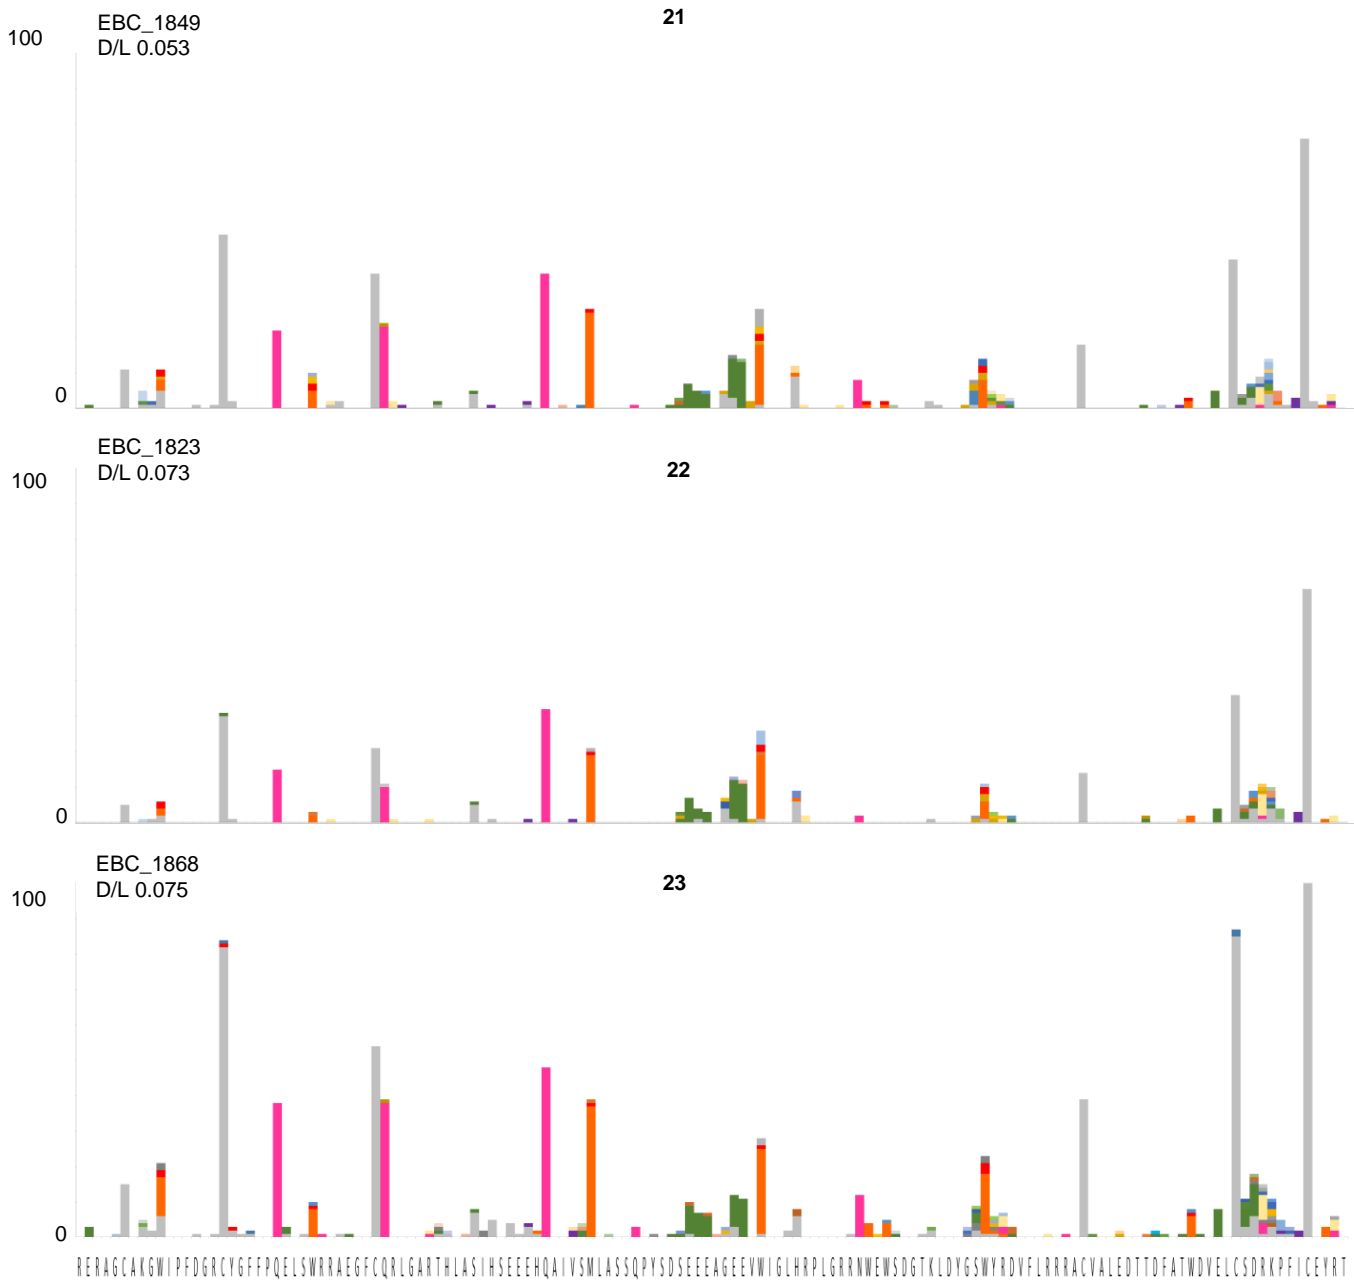 EBC_1849
D/L 0.053
21
100
0
EBC_1823
D/L 0.073
22
100
0
EBC_1868
D/L 0.075
23
100
0
RERAGCAKGWIPFDGRCYGFFPQELSWRRAEGFCQRLGARTHLASIHSEEEHQAIVSMLASSQPYSDSEEEAGEEVWIGLHRPLGRRNWEWSDGTKLDYGSWYRDVFLRRRACVALEDTTDFATWDVELCSDRKPFICEYRT